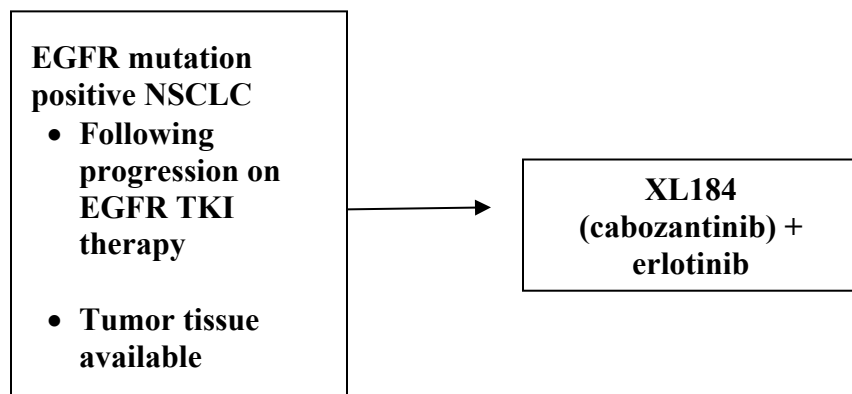 EGFR mutation
positive NSCLC
• Following
progression on
EGFR TKI
therapy
• Tumor tissue
available
XL184
(cabozantinib) +
erlotinib